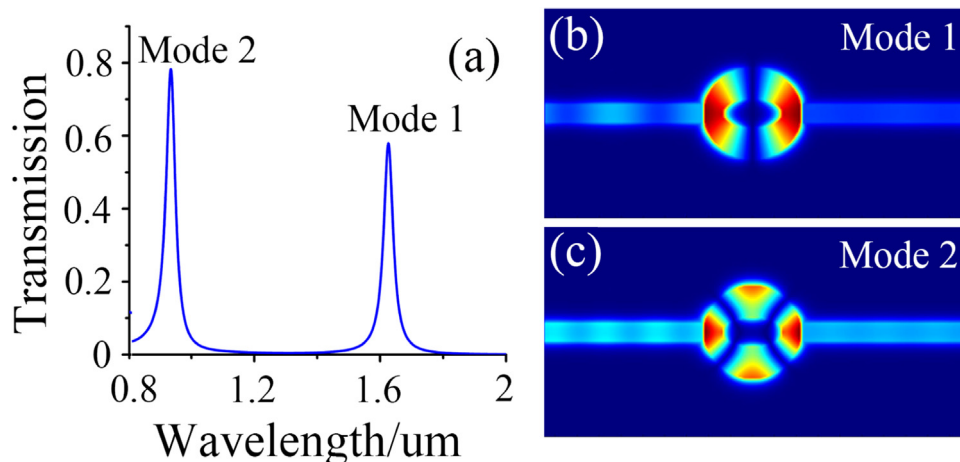 (a)
Mode 2
Mode 1
Transmission
0.8
0.6
0.4
0.2
0
0.8 1.2 1.6 2
Wavelength/um
(b) Mode 1
(c) Mode 2